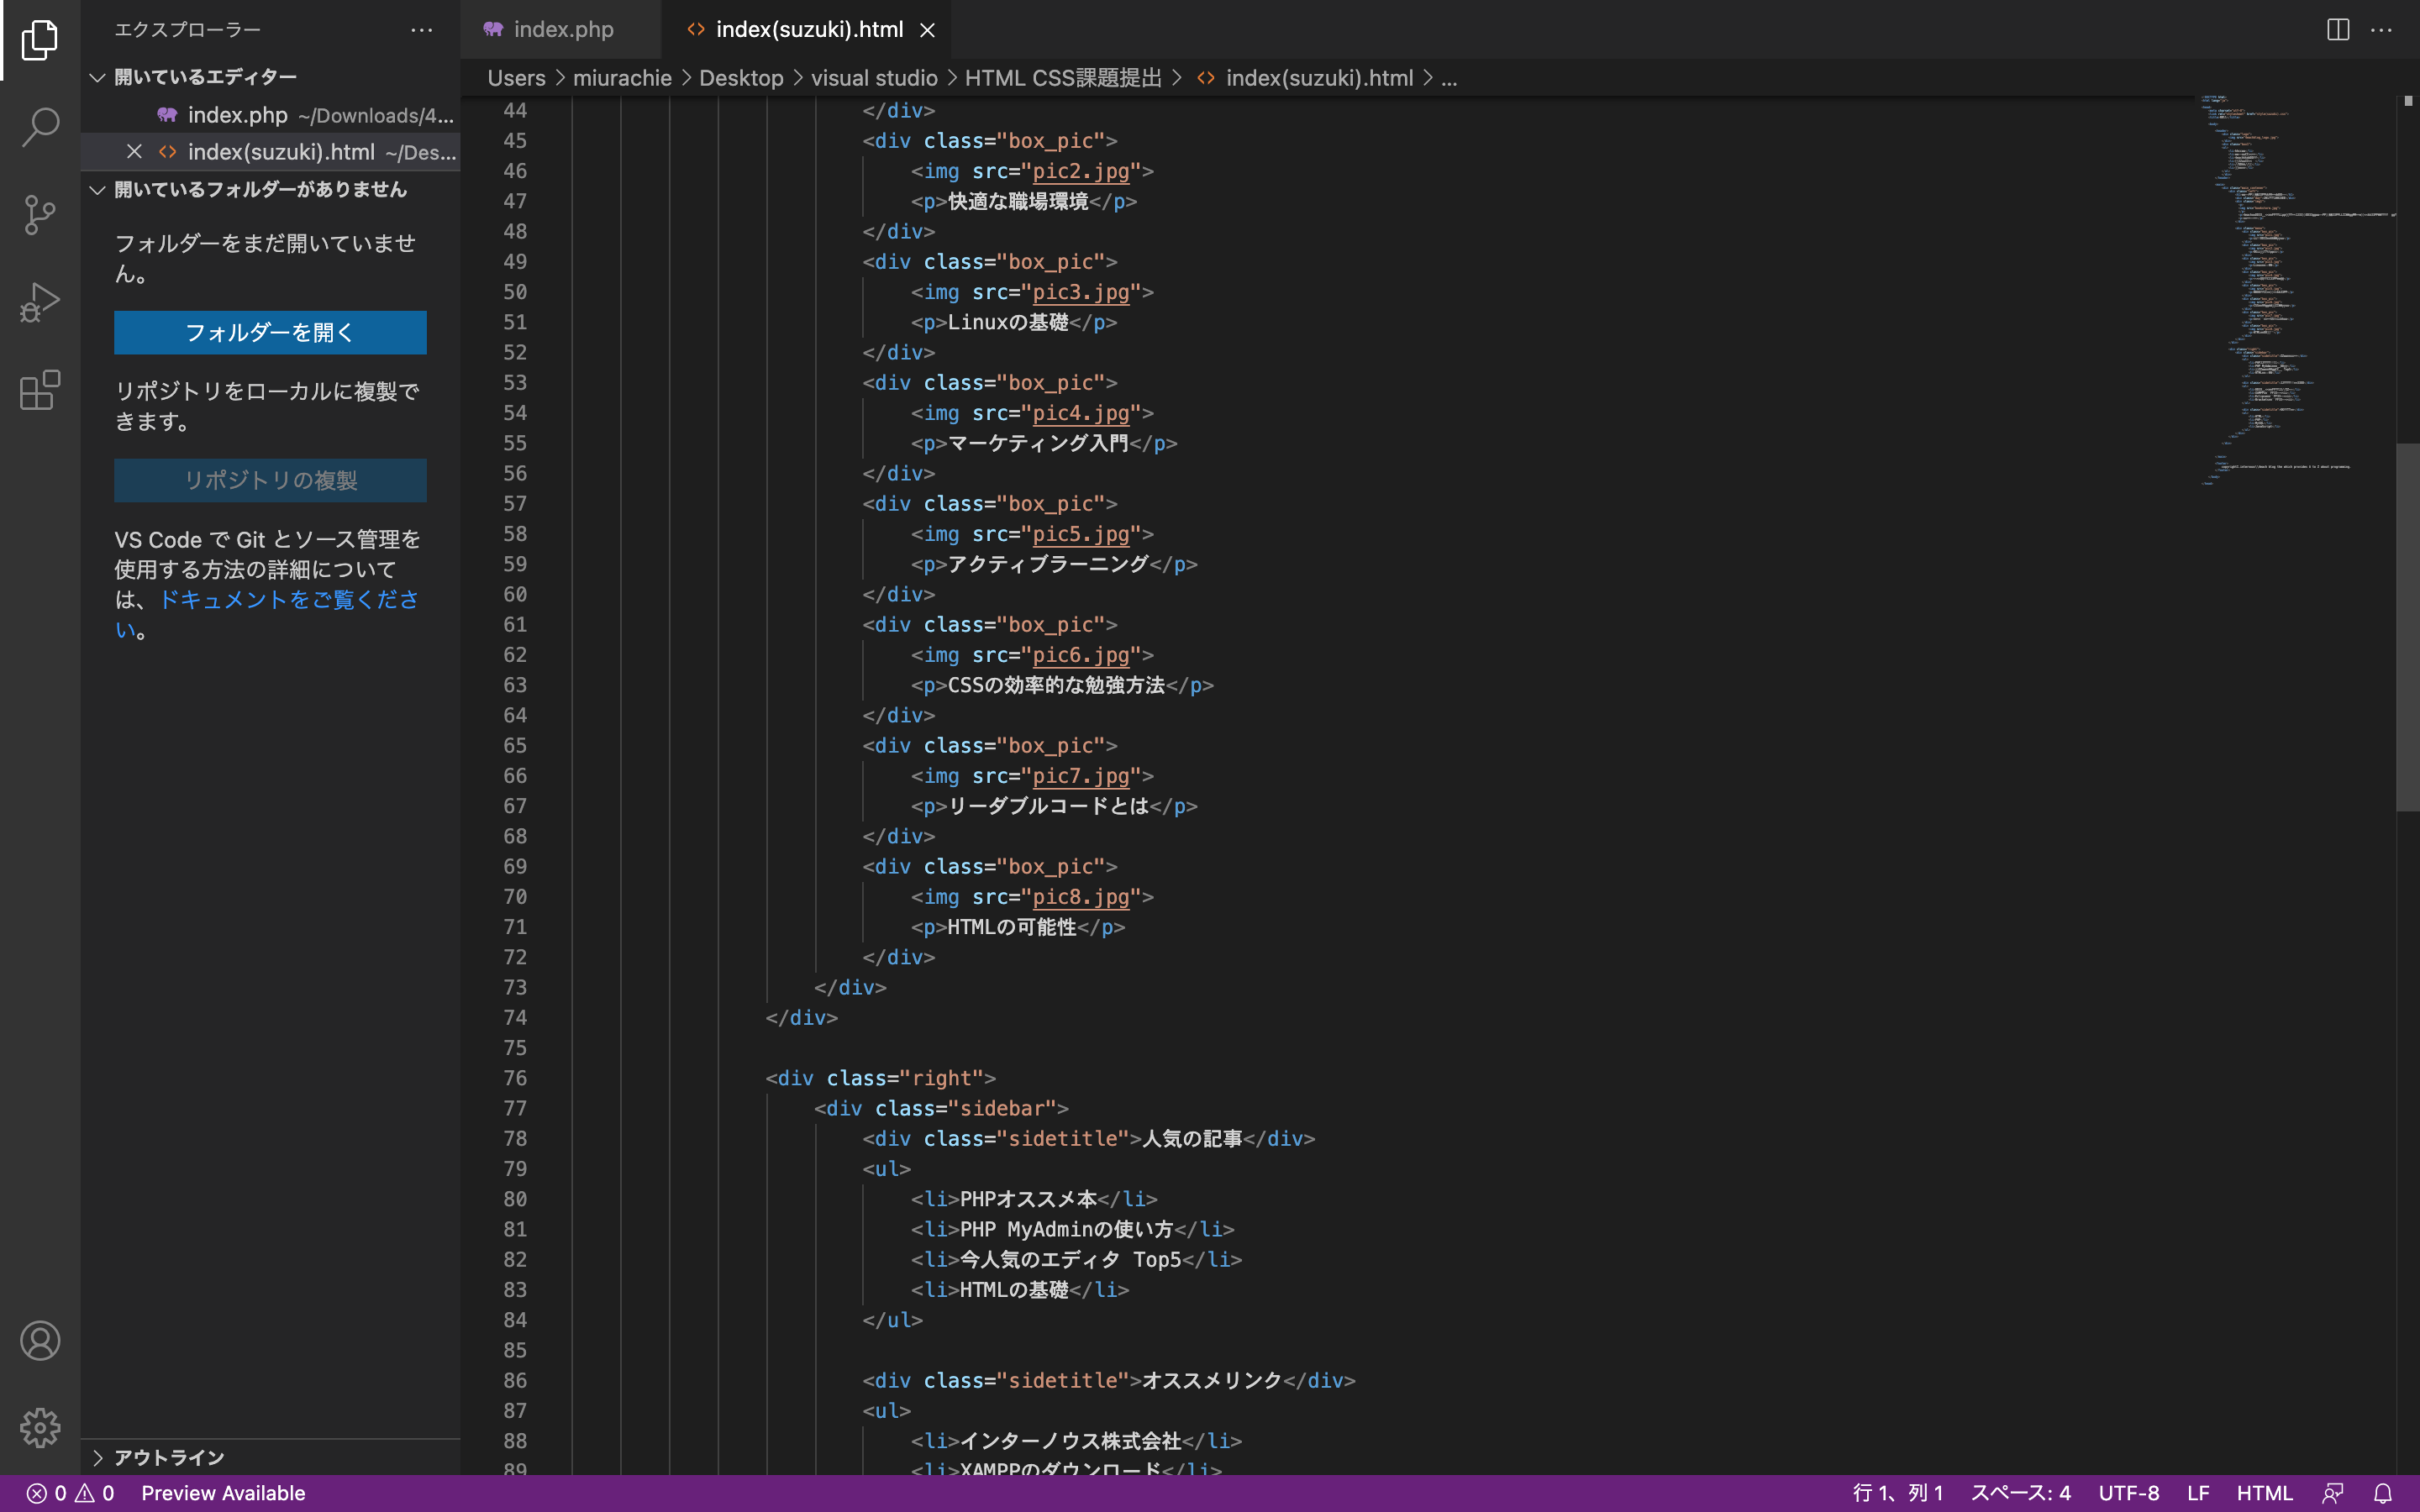 エクスプローラー
開いているエディター
index.php ~/Downloads/4...
index(suzuki).html ~/Des...
開いているフォルダーがありません
フォルダーをまだ開いていませ
ん。
フォルダーを開く
リポジトリをローカルに複製で
きます。
リポジトリの複製
VS Code で Git とソース管理を
使用する方法の詳細について
は、ドキュメントをご覧くださ
い。
アウトライン
index.php
index(suzuki).html
Users > miurachie > Desktop > visual studio > HTML CSS課題提出 > index(suzuki).html > ...
44 </div>
45 <div class="box_pic">
46 <img src="pic2.jpg">
47 <p>快適な職場環境</p>
48 </div>
49 <div class="box_pic">
50 <img src="pic3.jpg">
51 <p>Linuxの基礎</p>
52 </div>
53 <div class="box_pic">
54 <img src="pic4.jpg">
55 <p>マーケティング入門</p>
56 </div>
57 <div class="box_pic">
58 <img src="pic5.jpg">
59 <p>アクティブラーニング</p>
60 </div>
61 <div class="box_pic">
62 <img src="pic6.jpg">
63 <p>CSSの効率的な勉強方法</p>
64 </div>
65 <div class="box_pic">
66 <img src="pic7.jpg">
67 <p>リーダブルコードとは</p>
68 </div>
69 <div class="box_pic">
70 <img src="pic8.jpg">
71 <p>HTMLの可能性</p>
72 </div>
73 </div>
74 </div>
75
76 <div class="right">
77 <div class="sidebar">
78 <div class="sidetitle">人気の記事</div>
79 <ul>
80 <li>PHPオススメ本</li>
81 <li>PHP MyAdminの使い方</li>
82 <li>今人気のエディタ Top5</li>
83 <li>HTMLの基礎</li>
84 </ul>
85
86 <div class="sidetitle">オススメリンク</div>
87 <ul>
88 <li>インターノウス株式会社</li>
89 <li>XAMPPのダウンロード</li>
0 0 Preview Available
行 1、列 1 スペース: 4 UTF-8 LF HTML